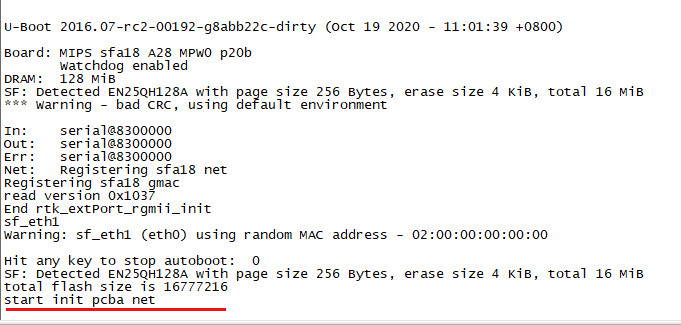 U-Boot 2016.07-rc2-00192-g8abb22c-dirty (Oct 19 2020 - 11:01:39 +0800)
Board: MIPS sfa18 A28 MPW0 p20b
Watchdog enabled
DRAM:  128 MiB
SF: Detected EN25QH128A with page size 256 Bytes, erase size 4 KiB, total 16 MiB
*** Warning - bad CRC, using default environment
In:    serial@8300000
Out:   serial@8300000
Err:   serial@8300000
Net:   Registering sfa18 net
Registering sfa18 gmac
read version 0x1037
End rtk_extPort_rgmii_init
sf_eth1
Warning: sf_eth1 (eth0) using random MAC address - 02:00:00:00:00:00
Hit any key to stop autoboot:  0
SF: Detected EN25QH128A with page size 256 Bytes, erase size 4 KiB, total 16 MiB
total flash size is 16777216
start init pcba net